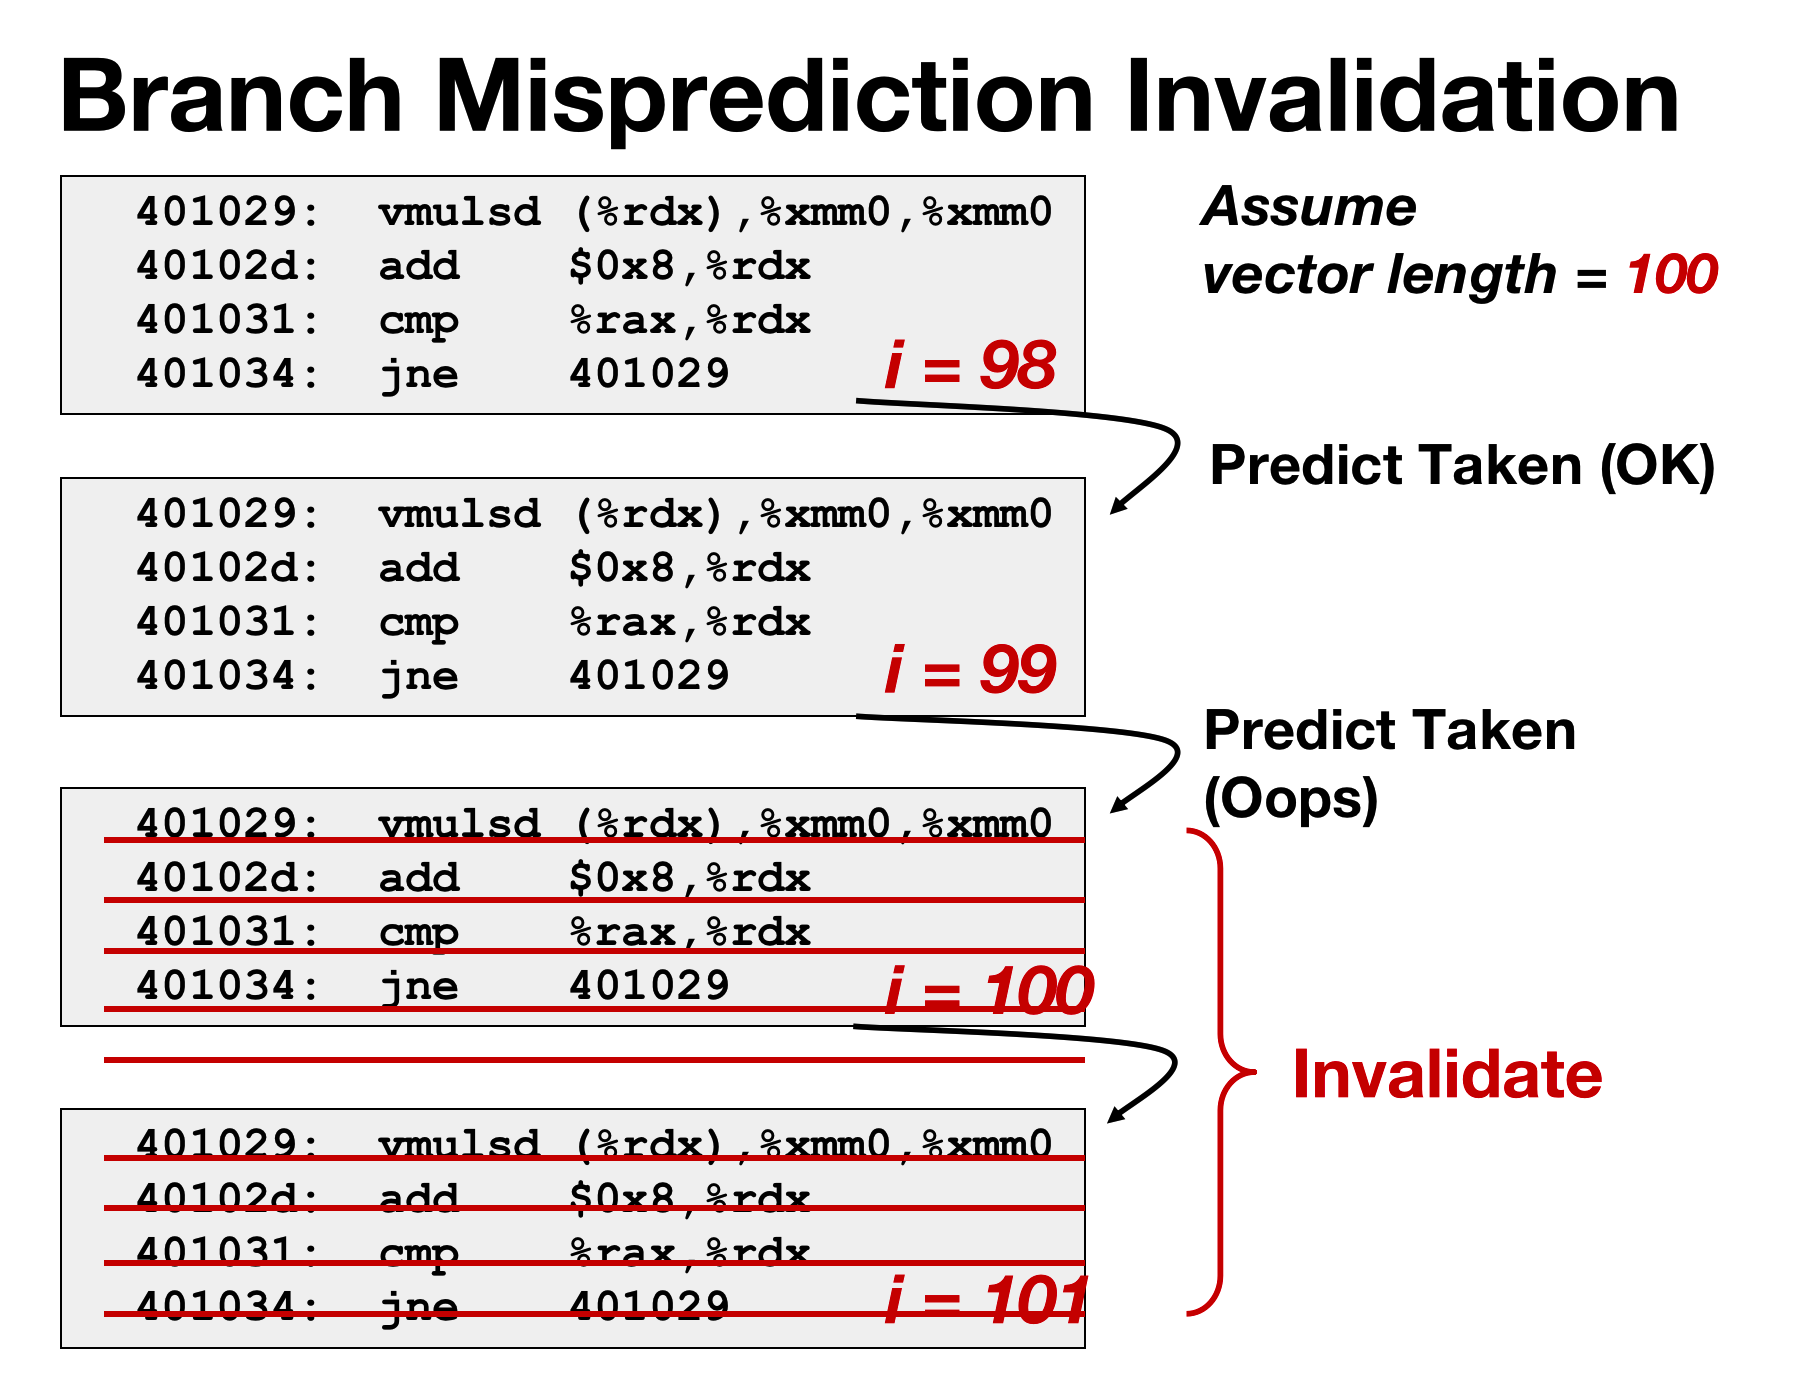 Branch Misprediction Invalidation
401029: vmulsd (%rdx),%xmm0,%xmm0
40102d: add $0x8,%rdx
401031: cmp %rax,%rdx
401034: jne 401029
i = 98
Assume
vector length = 100
Predict Taken (OK)
401029: vmulsd (%rdx),%xmm0,%xmm0
40102d: add $0x8,%rdx
401031: cmp %rax,%rdx
401034: jne 401029
i = 99
Predict Taken
(Oops)
401029: vmulsd (%rdx),%xmm0,%xmm0
40102d: add $0x8,%rdx
401031: cmp %rax,%rdx
401034: jne 401029
i = 100
Invalidate
401029: vmulsd (%rdx),%xmm0,%xmm0
40102d: add $0x8,%rdx
401031: cmp %rax,%rdx
401034: jne 401029
i = 101